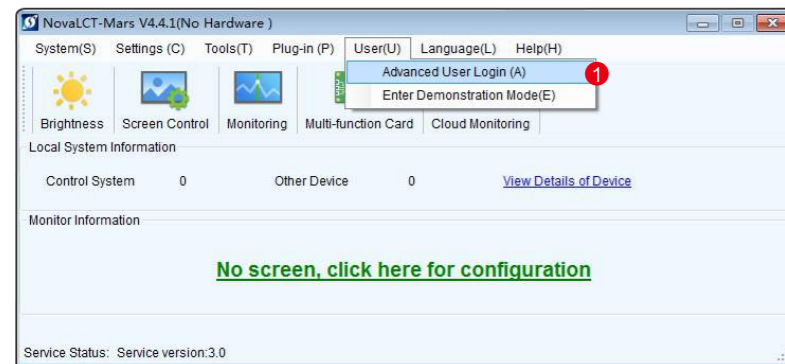 NovaLCT-Mars V4.4.1(No Hardware )
System(S) Settings (C) Tools(T) Plug-in (P) User(U) Language(L) Help(H)
Advanced User Login (A) 1
Enter Demonstration Mode(E)
Brightness Screen Control Monitoring Multi-function Card Cloud Monitoring
Local System Information
Control System 0 Other Device 0 View Details of Device
Monitor Information
No screen, click here for configuration
Service Status: Service version:3.0